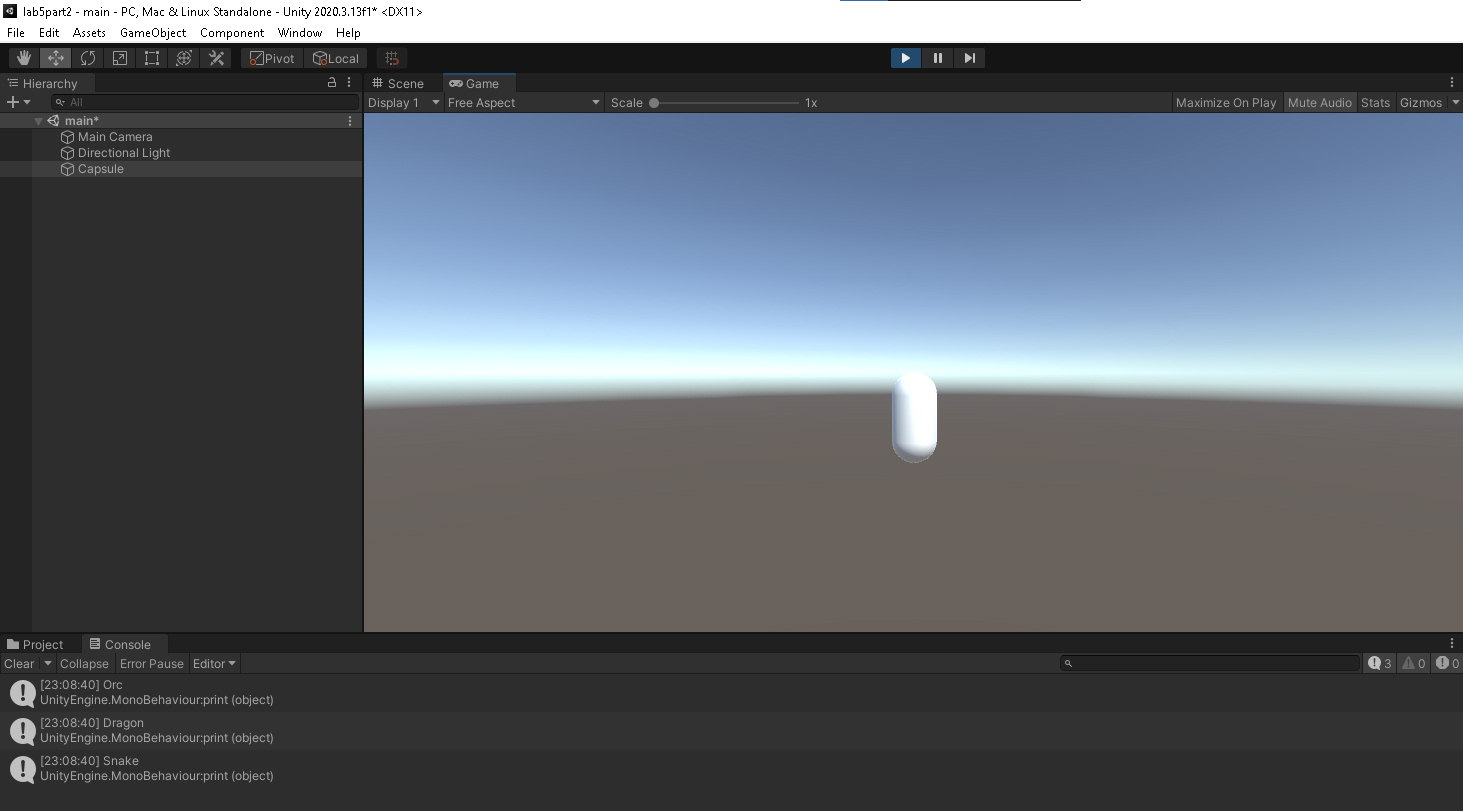 lab5part2 - main - PC, Mac & Linux Standalone - Unity 2020.3.13f1* <DX11>
File Edit Assets GameObject Component Window Help
Pivot Local
Hierarchy
All
main*
Main Camera
Directional Light
Capsule
Scene Game
Display 1 Free Aspect Scale 1x Maximize On Play Mute Audio Stats Gizmos
Project Console
Clear Collapse Error Pause Editor 3 0 0
[23:08:40] Orc
UnityEngine.MonoBehaviour:print (object)
[23:08:40] Dragon
UnityEngine.MonoBehaviour:print (object)
[23:08:40] Snake
UnityEngine.MonoBehaviour:print (object)